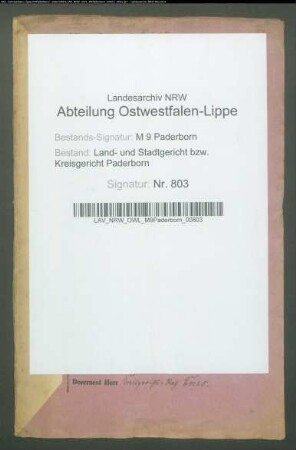 Landesarchiv NRW
Abteilung Ostwestfalen-Lippe
Bestands-Signatur: M 9 Paderborn
Bestand: Land- und Stadtgericht bzw.
Kreisgericht Paderborn
Signatur: Nr. 803
LAV_NRW_OWL_M9Paderborn_00803
Herr